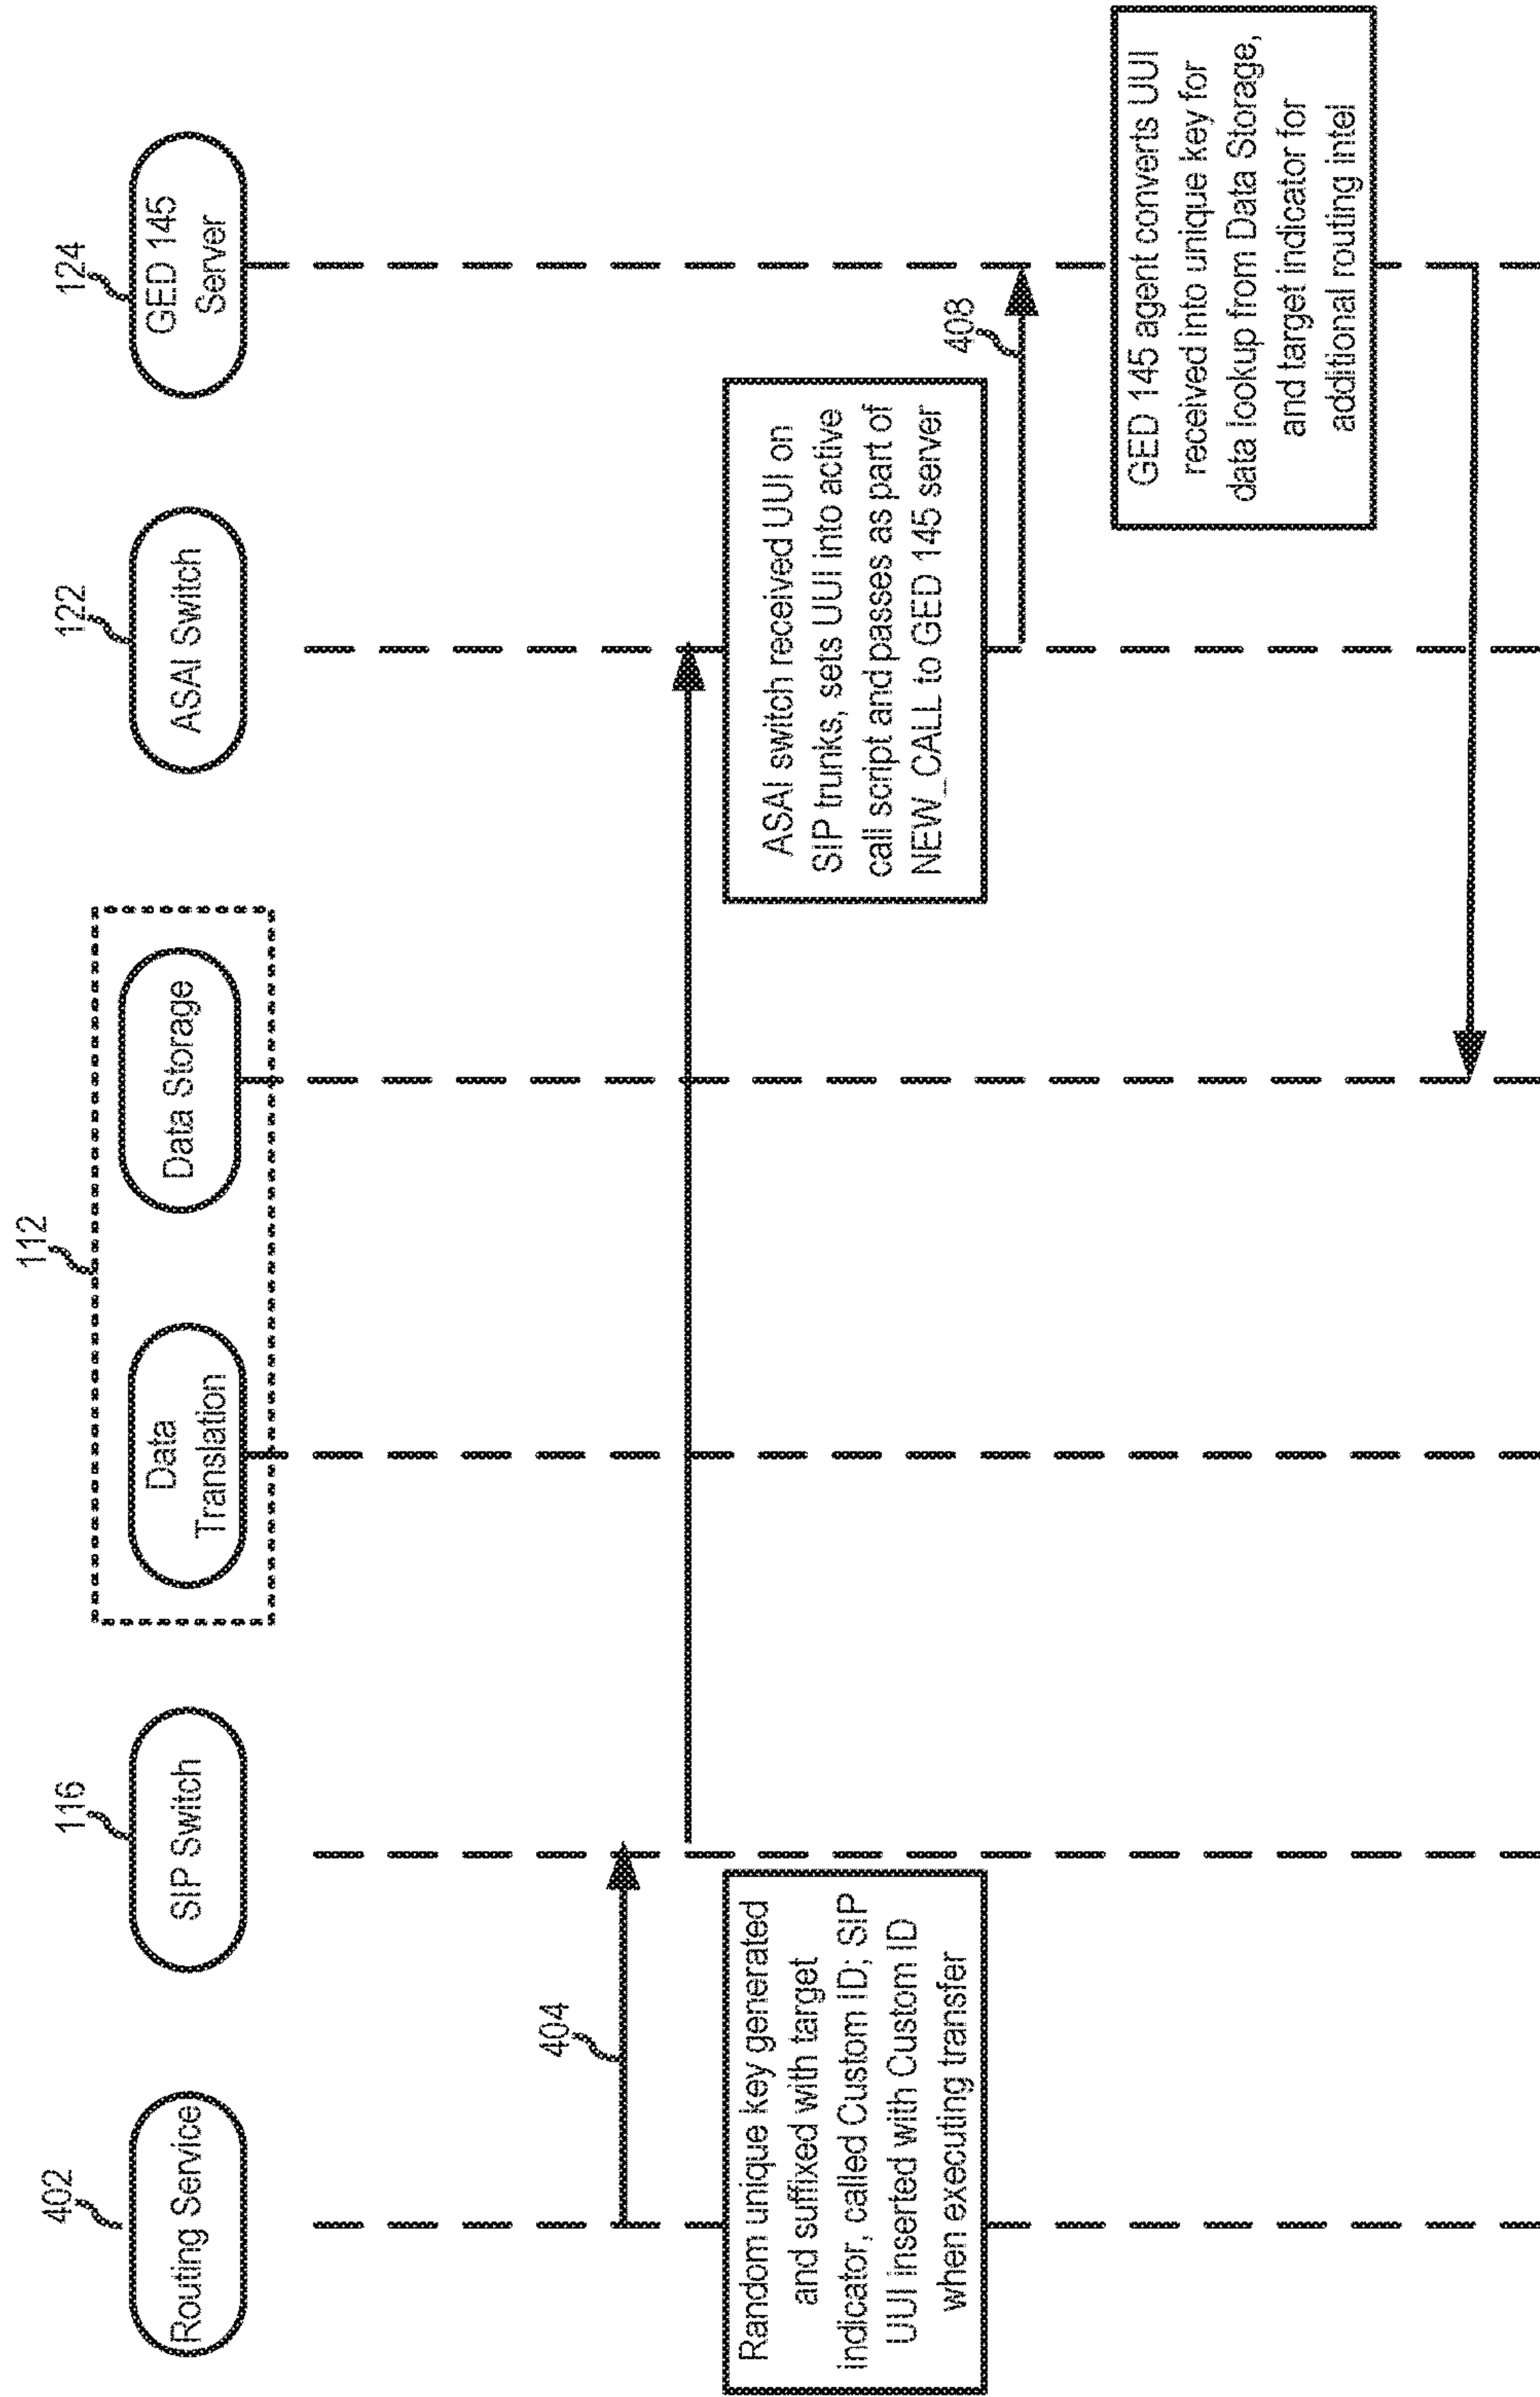 402
Routing Service
116
SIP Switch
112
Data
Translation
Data Storage
122
ASAI Switch
124
GED 145
Server
404
Random unique key generated
and suffixed with target
indicator, called Custom ID; SIP
UUI inserted with Custom ID
when executing transfer
ASAI switch received UUI on
SIP trunks, sets UUI into active
call script and passes as part of
NEW_CALL to GED 145 server
408
GED 145 agent converts UUI
received into unique key for
data lookup from Data Storage,
and target indicator for
additional routing intel